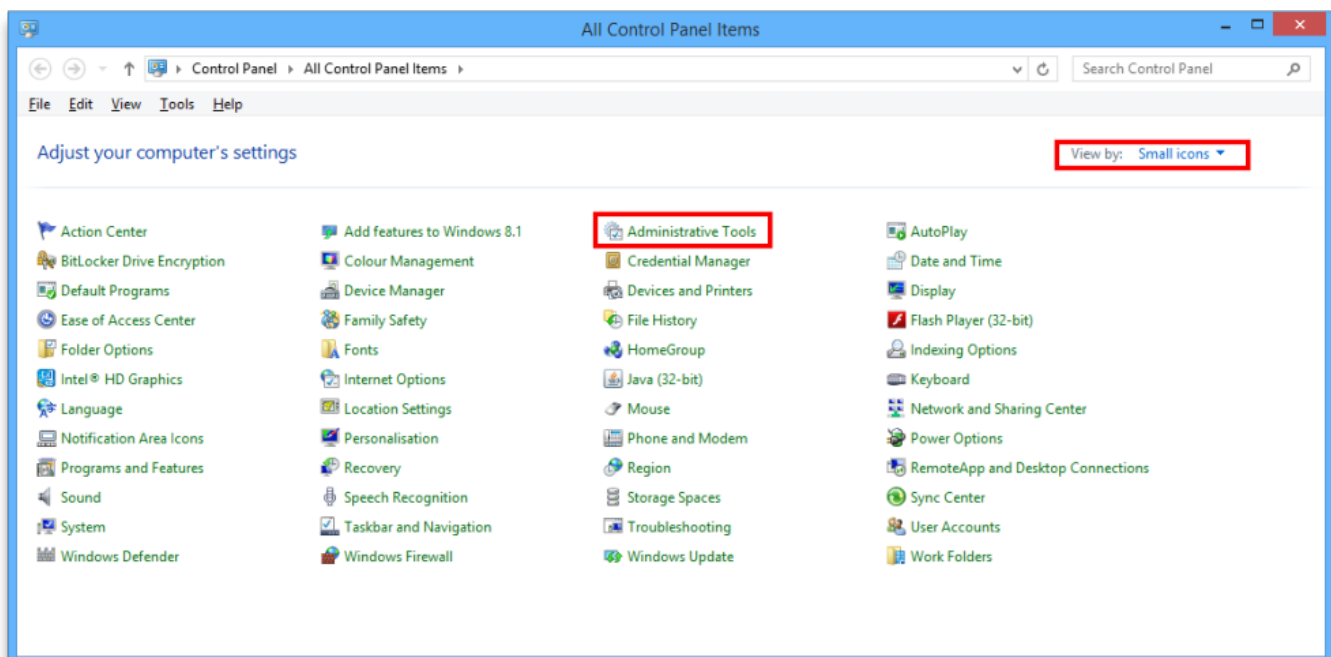 All Control Panel Items
Control Panel All Control Panel Items Search Control Panel
File Edit View Tools Help
Adjust your computer's settings View by: Small icons
Action Center Add features to Windows 8.1 Administrative Tools AutoPlay
BitLocker Drive Encryption Colour Management Credential Manager Date and Time
Default Programs Device Manager Devices and Printers Display
Ease of Access Center Family Safety File History Flash Player (32-bit)
Folder Options Fonts HomeGroup Indexing Options
Intel® HD Graphics Internet Options Java (32-bit) Keyboard
Language Location Settings Mouse Network and Sharing Center
Notification Area Icons Personalisation Phone and Modem Power Options
Programs and Features Recovery Region RemoteApp and Desktop Connections
Sound Speech Recognition Storage Spaces Sync Center
System Taskbar and Navigation Troubleshooting User Accounts
Windows Defender Windows Firewall Windows Update Work Folders